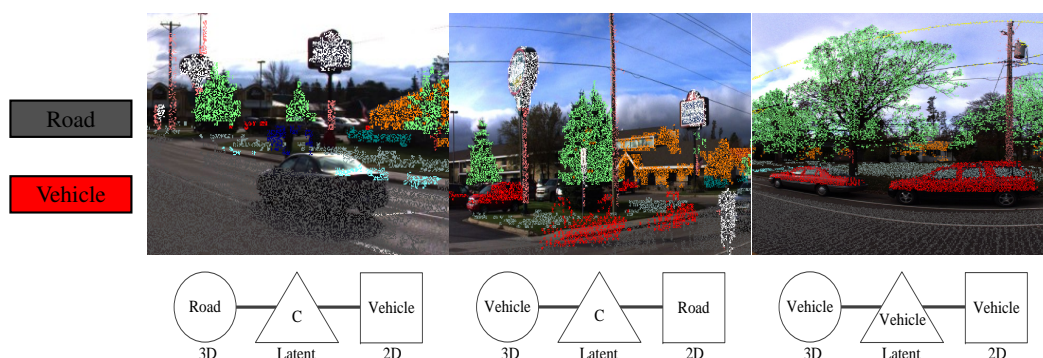 Road
Vehicle
Road C Vehicle
3D Latent 2D
Vehicle C Road
3D Latent 2D
Vehicle Vehicle Vehicle
3D Latent 2D